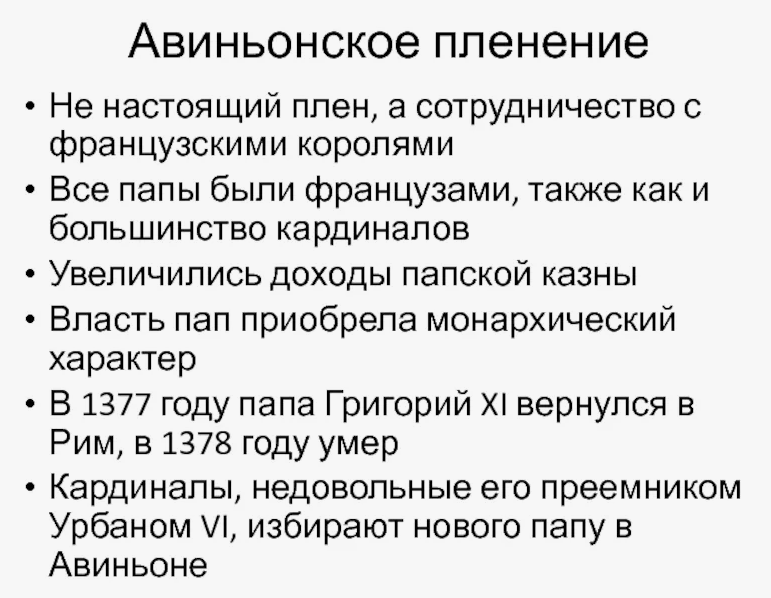 Авиньонское пленение
• Не настоящий плен, а сотрудничество с
французскими королями
• Все папы были французами, также как и
большинство кардиналов
• Увеличились доходы папской казны
• Власть пап приобрела монархический
характер
• В 1377 году папа Григорий XI вернулся в
Рим, в 1378 году умер
• Кардиналы, недовольные его преемником
Урбаном VI, избирают нового папу в
Авиньоне